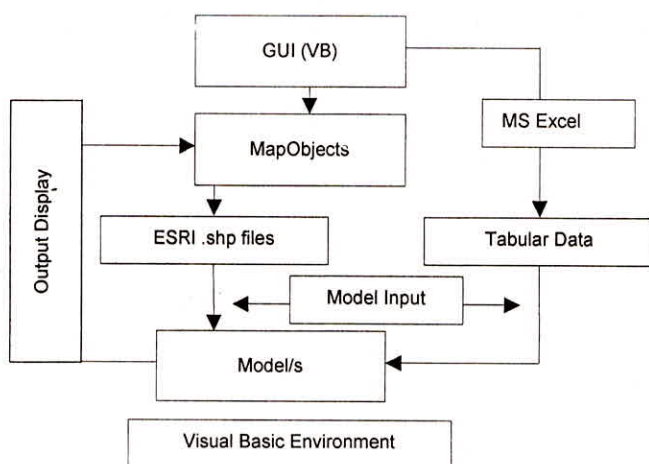 GUI (VB)
MS Excel
MapObjects
Output Display
ESRI .shp files
Tabular Data
Model Input
Model/s
Visual Basic Environment